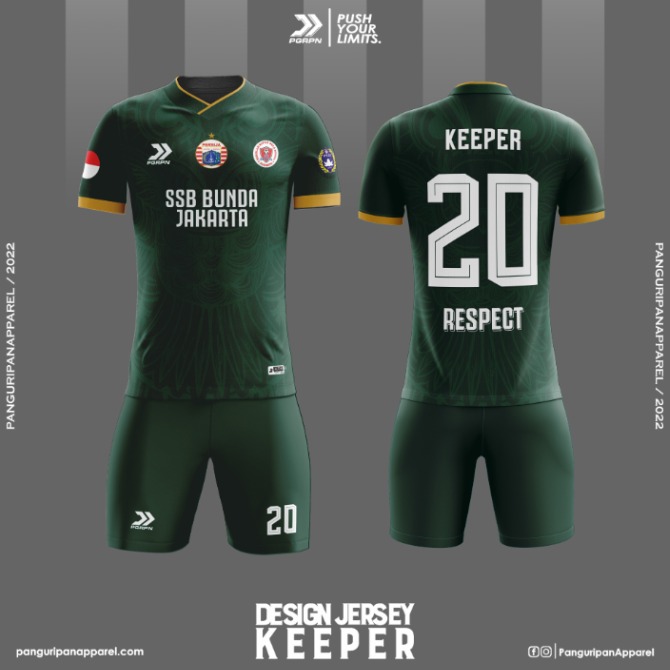 PGRPN
PUSH
YOUR
LIMITS.
PANGURIPANAPPAREL / 2022
PGRPN
PERSIJA
SSB BUNDA
JAKARTA
PGRPN
20
KEEPER
20
RESPECT
PANGURIPANAPPAREL / 2022
DESIGN JERSEY
KEEPER
panguripanapparel.com
PanguripanApparel